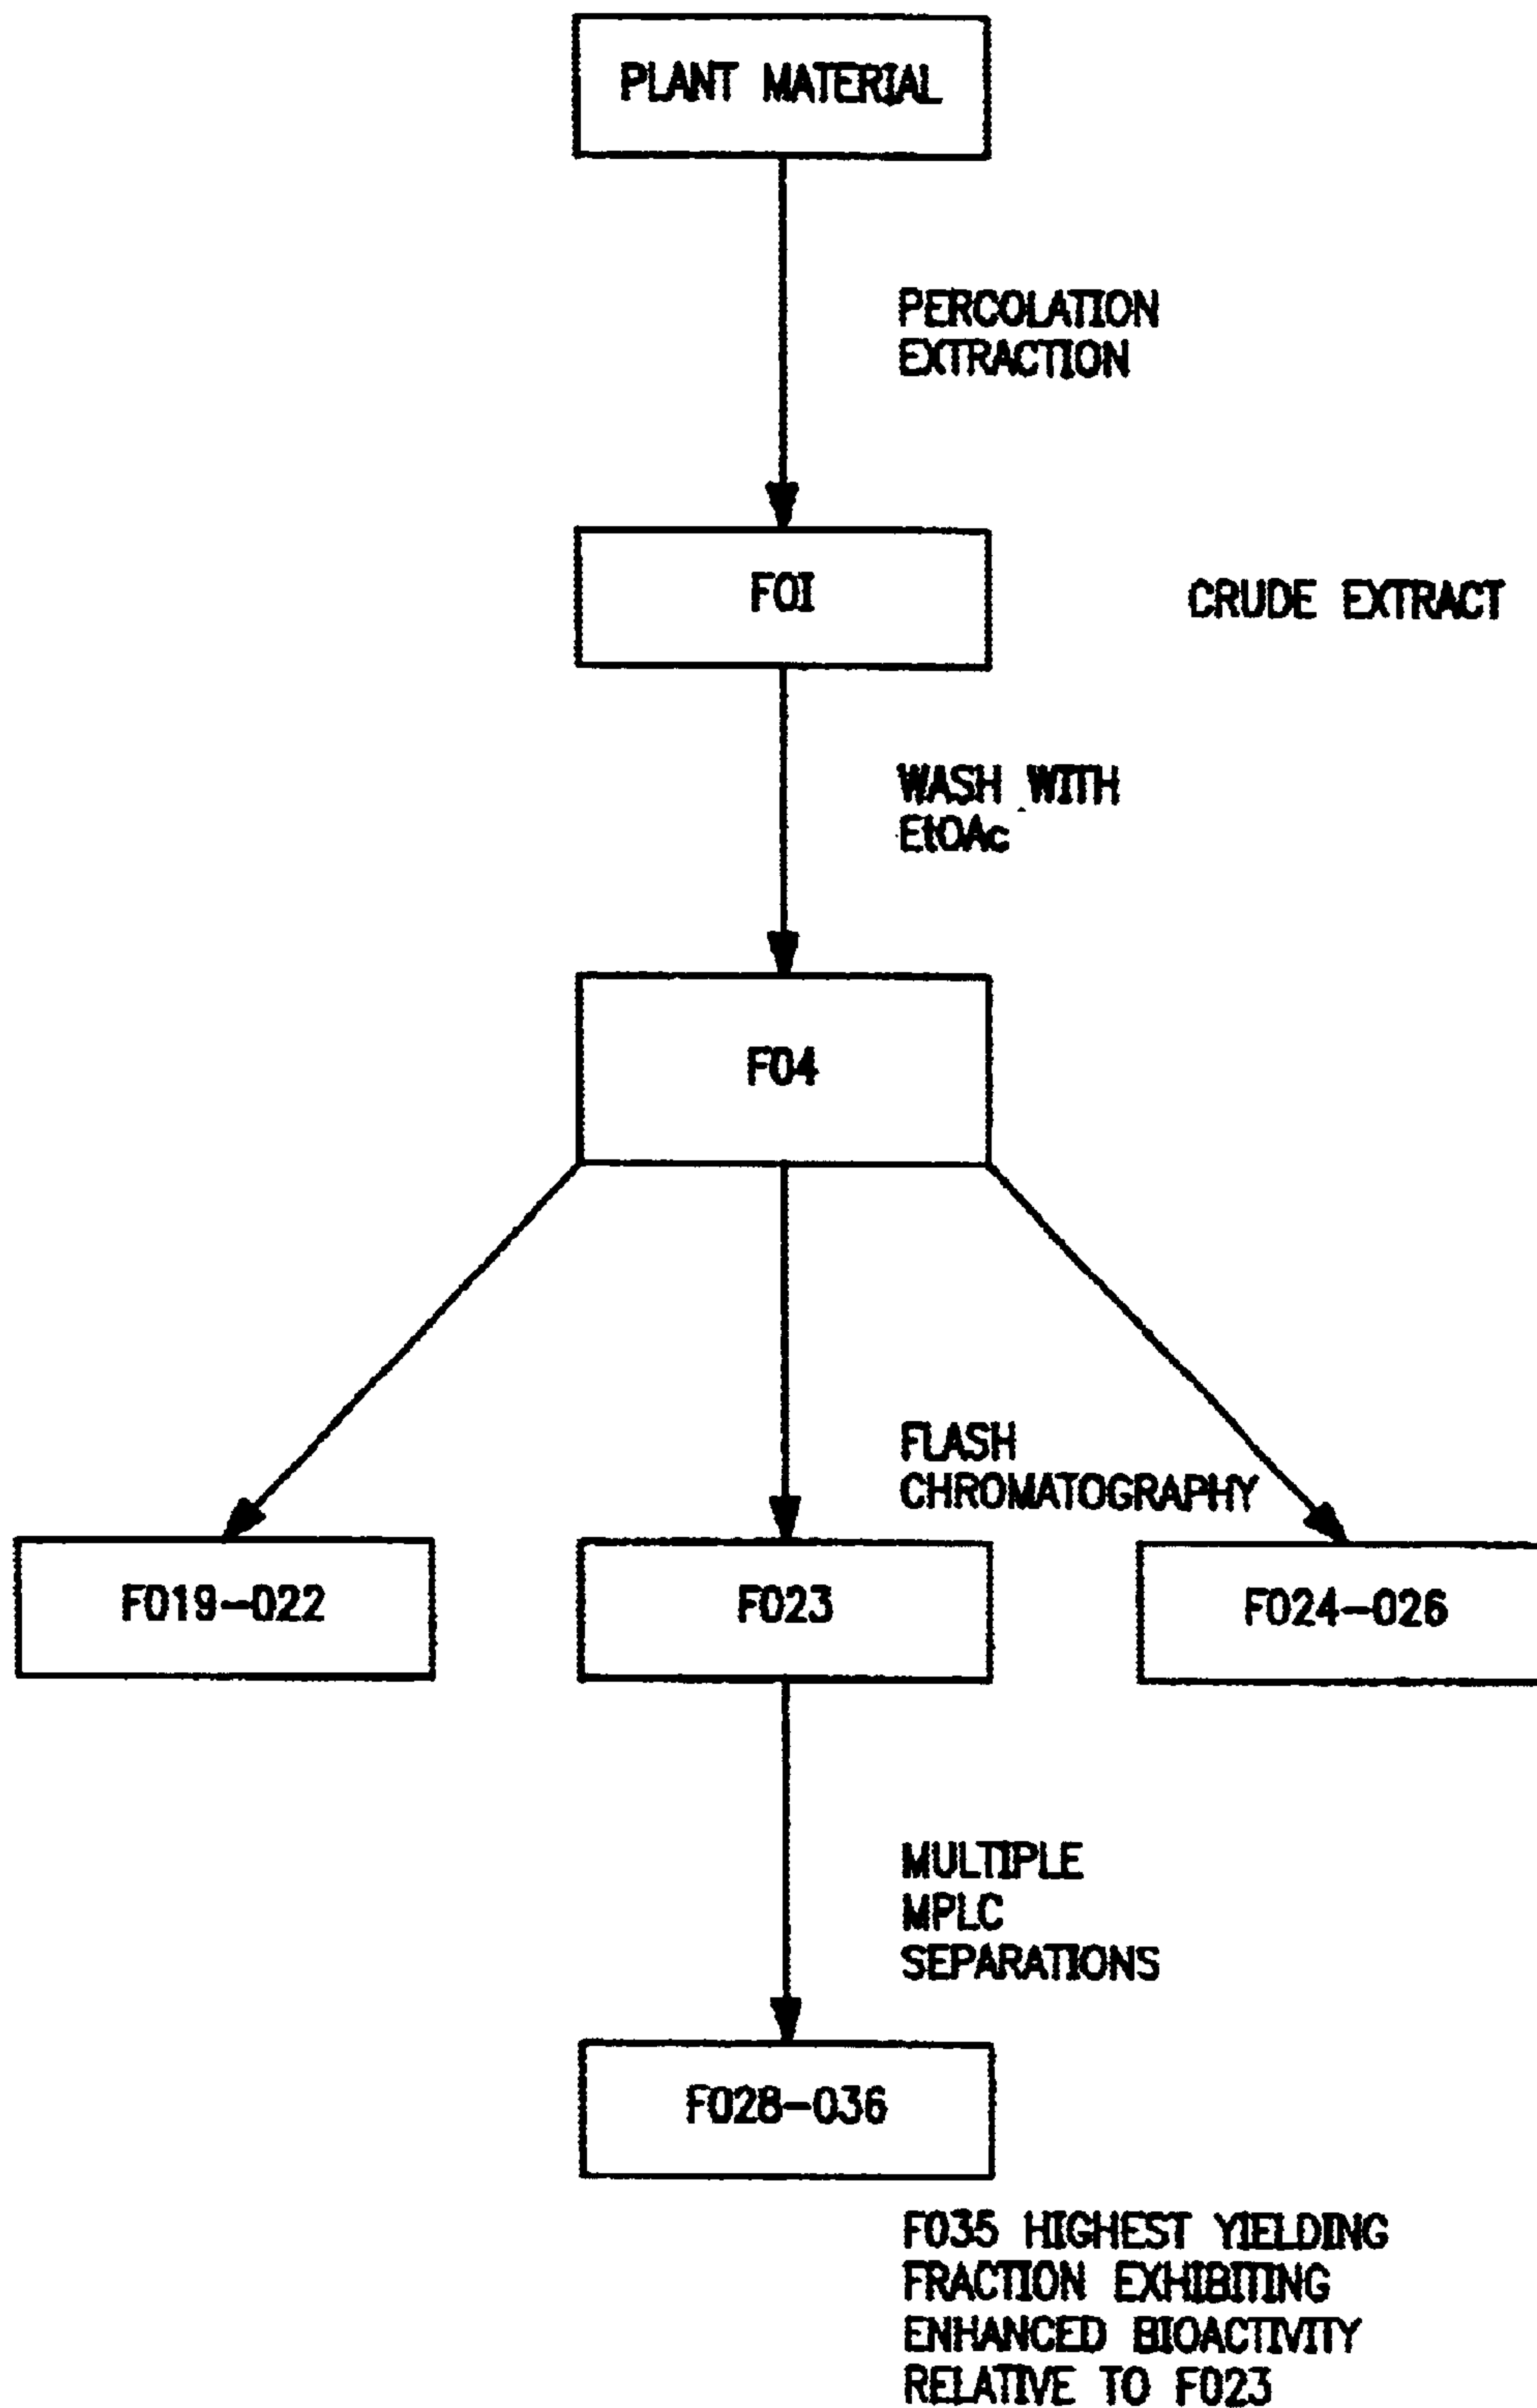 PLANT MATERIAL
PERCOLATION
EXTRACTION
F0I
CRUDE EXTRACT
WASH WITH
EtOAc
F04
FLASH
CHROMATOGRAPHY
F019-022
F023
F024-026
MULTIPLE
MPLC
SEPARATIONS
F028-036
F035 HIGHEST YIELDING
FRACTION EXHIBITING
ENHANCED BIOACTIVITY
RELATIVE TO F023